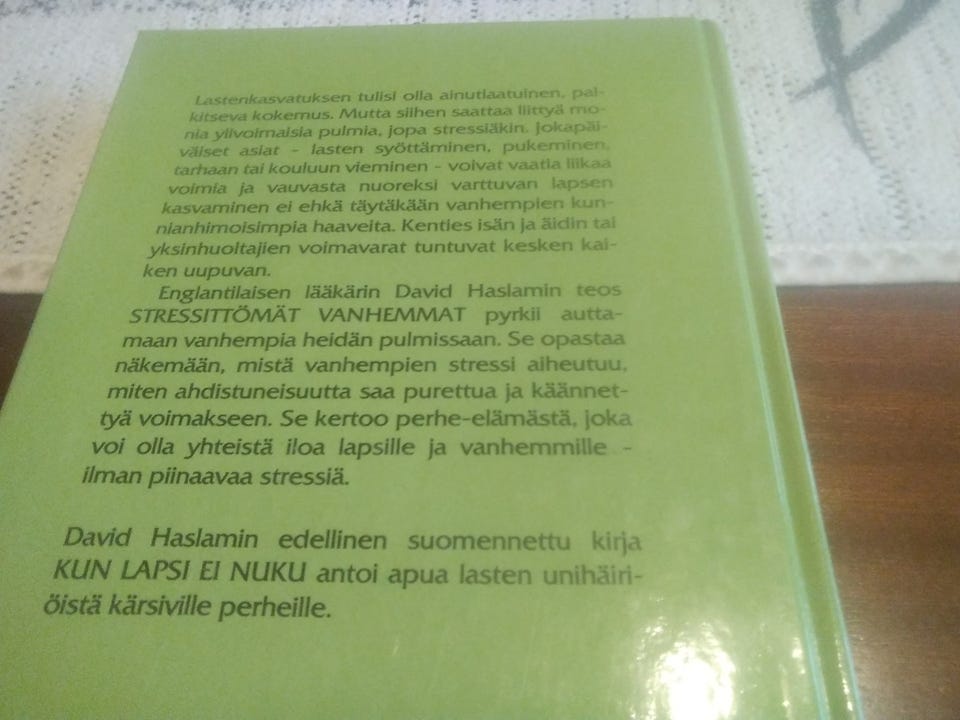 Lastenkasvatuksen tulisi olla ainutlaatuinen, pal-
kitseva kokemus. Mutta siihen saattaa liittyä mo-
nia ylivoimaisia pulmia, jopa stressiäkin. Jokapäi-
väiset asiat - lasten syöttäminen, pukeminen,
tarhaan tai kouluun vieminen - voivat vaatia liikaa
voimia ja vauvasta nuoreksi varttuvan lapsen
kasvaminen ei ehkä täytäkään vanhempien kun-
nianhimoisimpia haaveita. Kenties isän ja äidin tai
yksinhuoltajien voimavarat tuntuvat kesken kai-
ken uupuvan.
Englantilaisen lääkärin David Haslamin teos
STRESSITTÖMÄT VANHEMMAT pyrkii autta-
maan vanhempia heidän pulmissaan. Se opastaa
näkemään, mistä vanhempien stressi aiheutuu,
miten ahdistuneisuutta saa purettua ja käännet-
tyä voimakseen. Se kertoo perhe-elämästä, joka
voi olla yhteistä iloa lapsille ja vanhemmille -
ilman piinaavaa stressiä.
David Haslamin edellinen suomennettu kirja
KUN LAPSI EI NUKU antoi apua lasten unihäiri-
öistä kärsiville perheille.